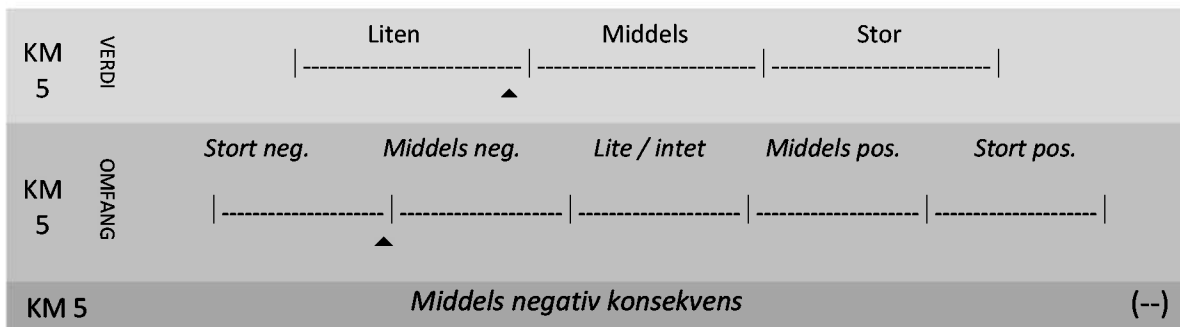 KM 5 VERDI Liten Middels Stor
|--------------------------|--------------------------|--------------------------|
KM 5 OMFANG Stort neg. Middels neg. Lite / intet Middels pos. Stort pos.
|----------------------|----------------------|----------------------|----------------------|----------------------|
KM 5 Middels negativ konsekvens (--)